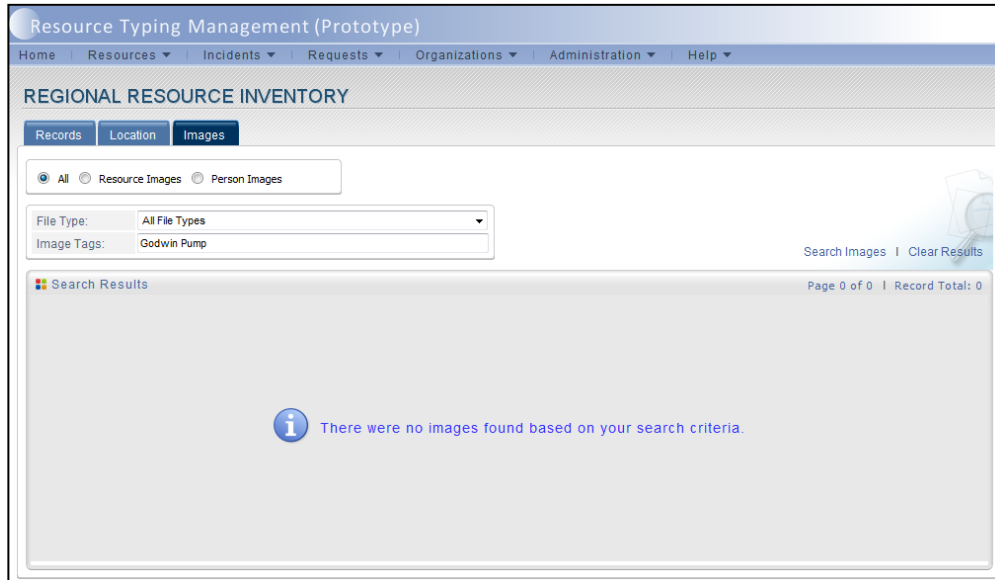 Resource Typing Management (Prototype)
Home | Resources | Incidents | Requests | Organizations | Administration | Help
REGIONAL RESOURCE INVENTORY
Records Location Images
All Resource Images Person Images
File Type: All File Types
Image Tags: Godwin Pump
Search Images | Clear Results
Search Results Page 0 of 0 | Record Total: 0
There were no images found based on your search criteria.